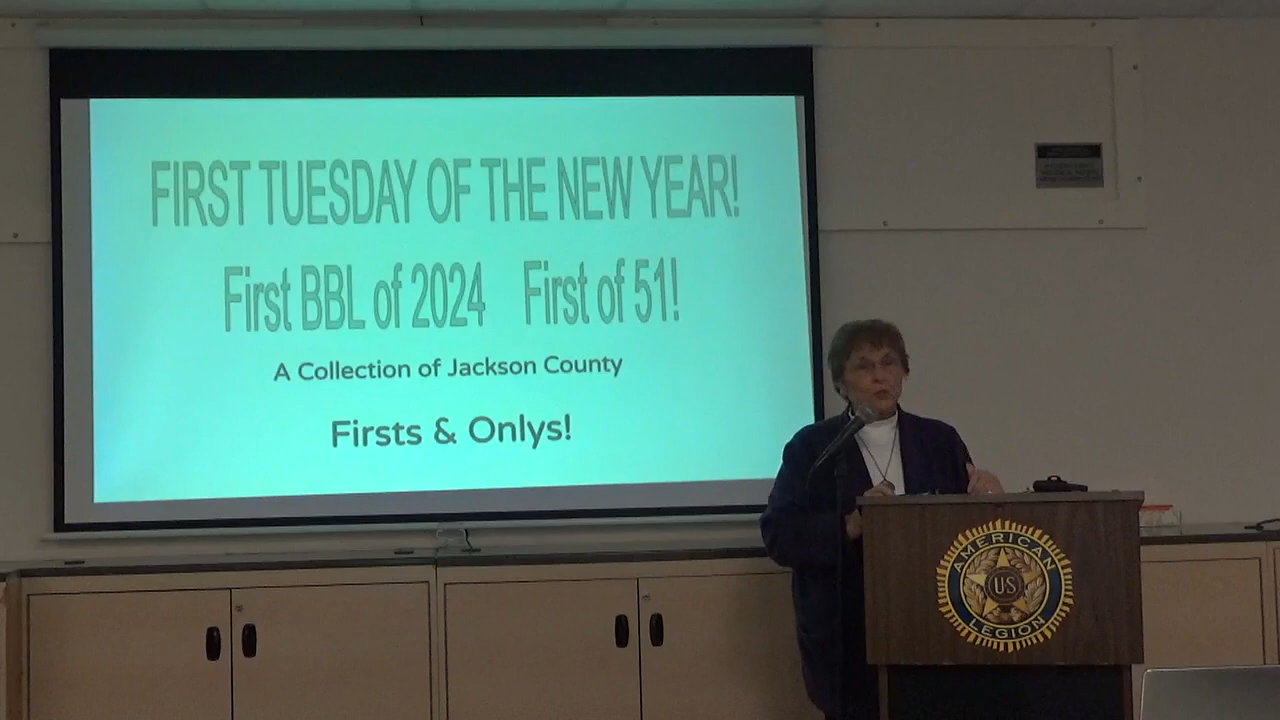 FIRST TUESDAY OF THE NEW YEAR!
First BBL of 2024 First of 51!
A Collection of Jackson County
Firsts & Onlys!
AMERICAN
US
LEGION